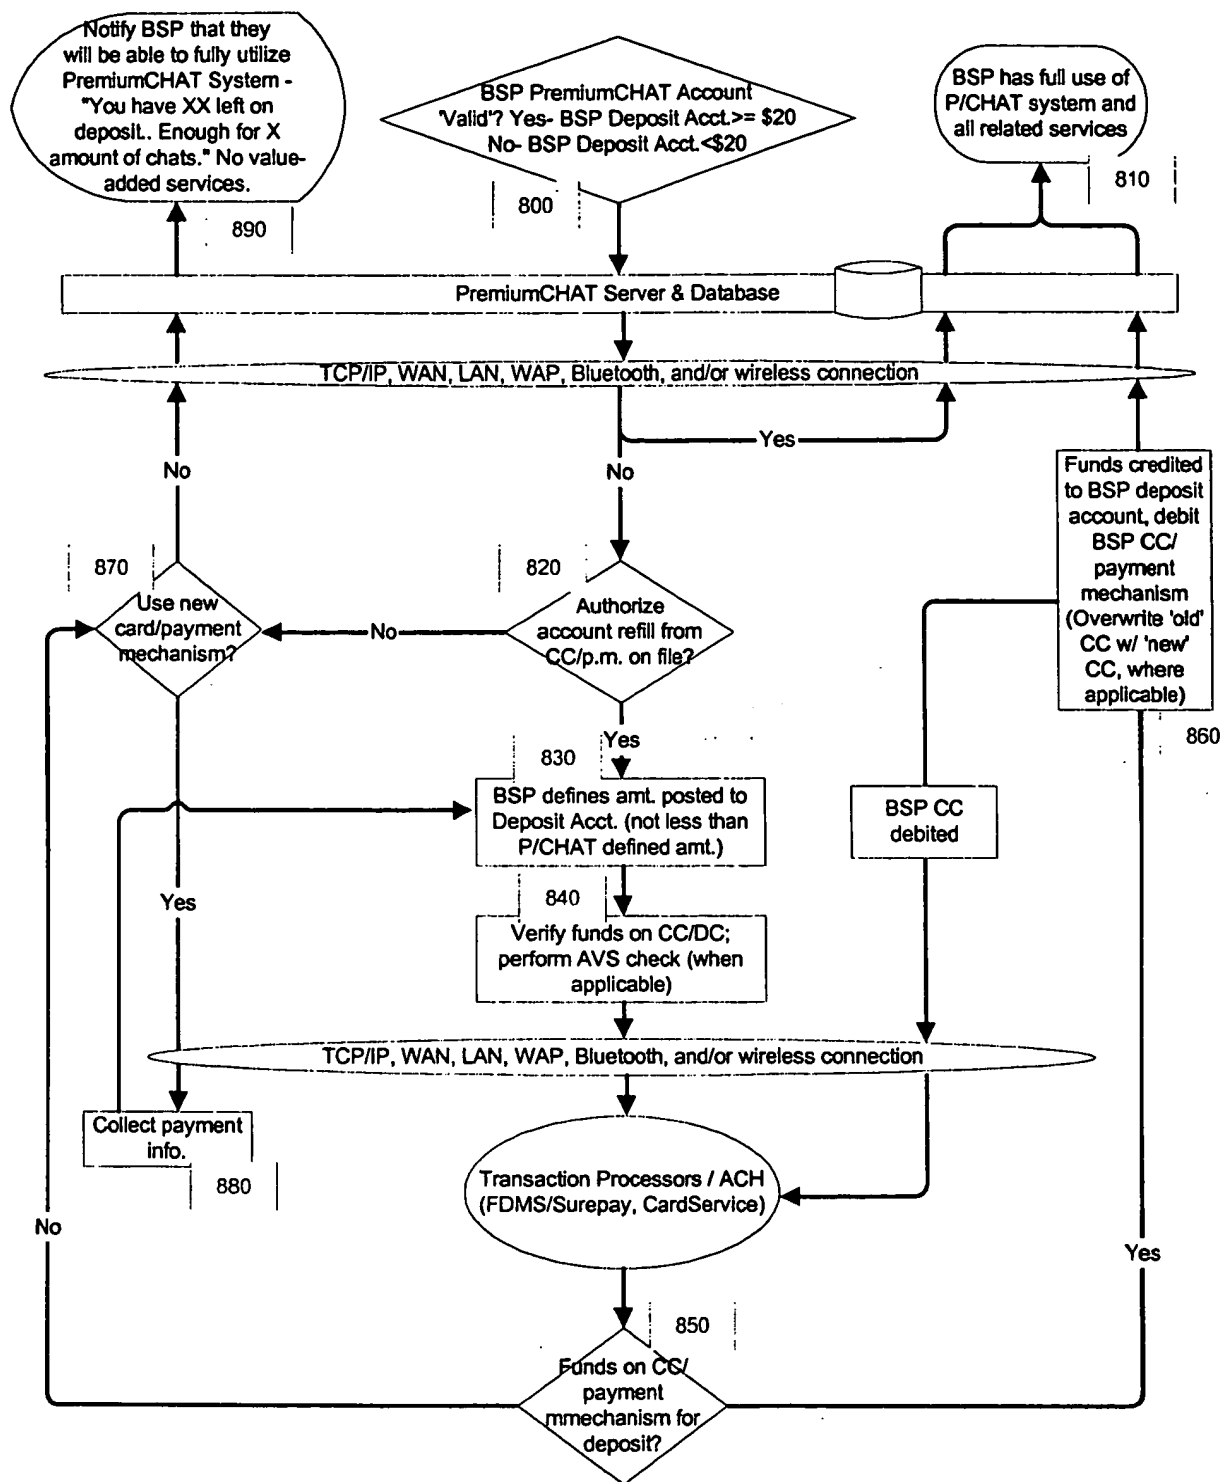 Notify BSP that they
will be able to fully utilize
PremiumCHAT System -
"You have XX left on
deposit.. Enough for X
amount of chats." No value-
added services.
890
BSP PremiumCHAT Account
'Valid'? Yes- BSP Deposit Acct.>= $20
No- BSP Deposit Acct.<$20
800
BSP has full use of
P/CHAT system and
all related services
810
PremiumCHAT Server & Database
TCP/IP, WAN, LAN, WAP, Bluetooth, and/or wireless connection
Yes
No
No
Funds credited
to BSP deposit
account, debit
BSP CC/
payment
mechanism
(Overwrite 'old'
CC w/ 'new'
CC, where
applicable)
860
870
Use new
card/payment
mechanism?
No
820
Authorize
account refill from
CC/p.m. on file?
Yes
830
BSP defines amt. posted to
Deposit Acct. (not less than
P/CHAT defined amt.)
BSP CC
debited
Yes
840
Verify funds on CC/DC;
perform AVS check (when
applicable)
TCP/IP, WAN, LAN, WAP, Bluetooth, and/or wireless connection
Collect payment
info.
880
Transaction Processors / ACH
(FDMS/Surepay, CardService)
No
Yes
850
Funds on CC/
payment
mmechanism for
deposit?